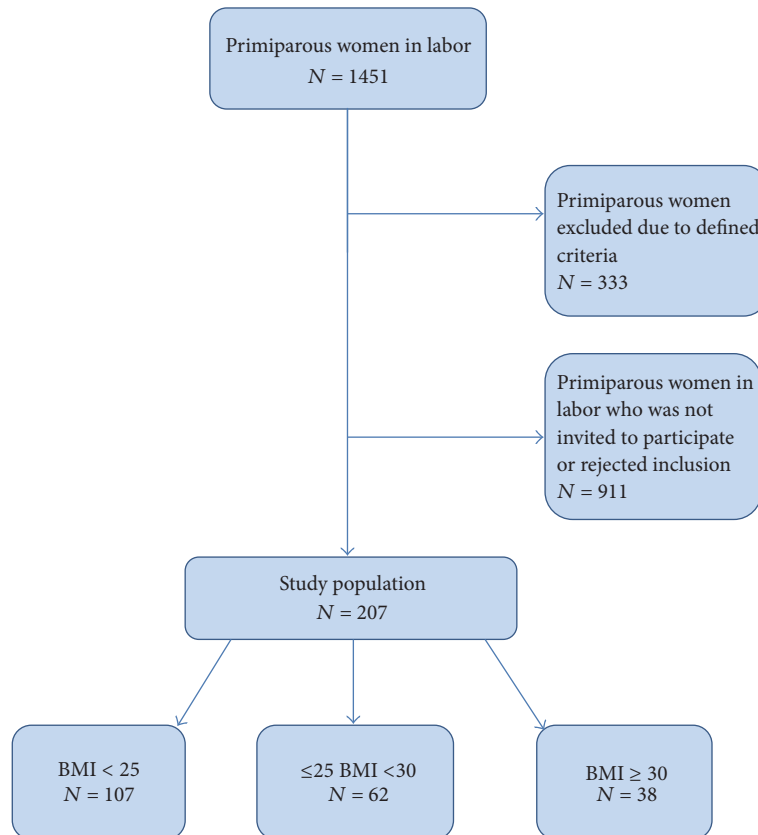 Primiparous women in labor
N = 1451
Primiparous women
excluded due to defined
criteria
N = 333
Primiparous women in
labor who was not
invited to participate
or rejected inclusion
N = 911
Study population
N = 207
BMI < 25
N = 107
≤25 BMI <30
N = 62
BMI ≥ 30
N = 38